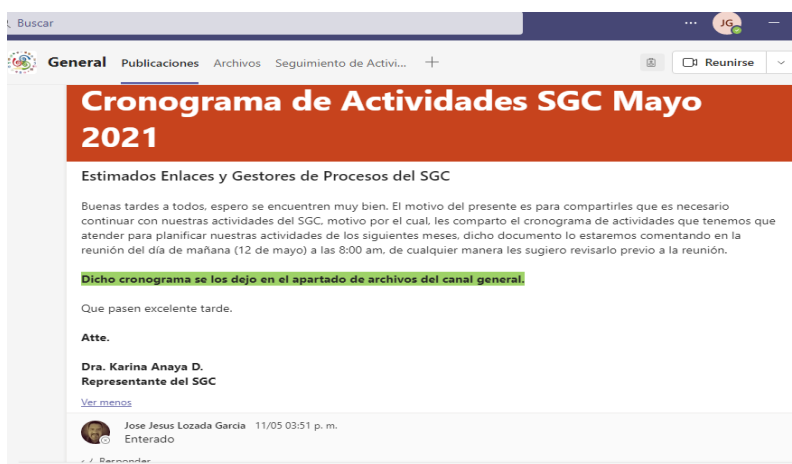 Buscar
JG
General Publicaciones Archivos Seguimiento de Activi... Reunirse
Cronograma de Actividades SGC Mayo
2021
Estimados Enlaces y Gestores de Procesos del SGC
Buenas tardes a todos, espero se encuentren muy bien. El motivo del presente es para compartirles que es necesario
continuar con nuestras actividades del SGC, motivo por el cual, les comparto el cronograma de actividades que tenemos que
atender para planificar nuestras actividades de los siguientes meses, dicho documento lo estaremos comentando en la
reunión del día de mañana (12 de mayo) a las 8:00 am, de cualquier manera les sugiero revisarlo previo a la reunión.
Dicho cronograma se los dejo en el apartado de archivos del canal general.
Que pasen excelente tarde.
Atte.
Dra. Karina Anaya D.
Representante del SGC
Ver menos
Jose Jesus Lozada Garcia 11/05 03:51 p. m.
Enterado
Responder